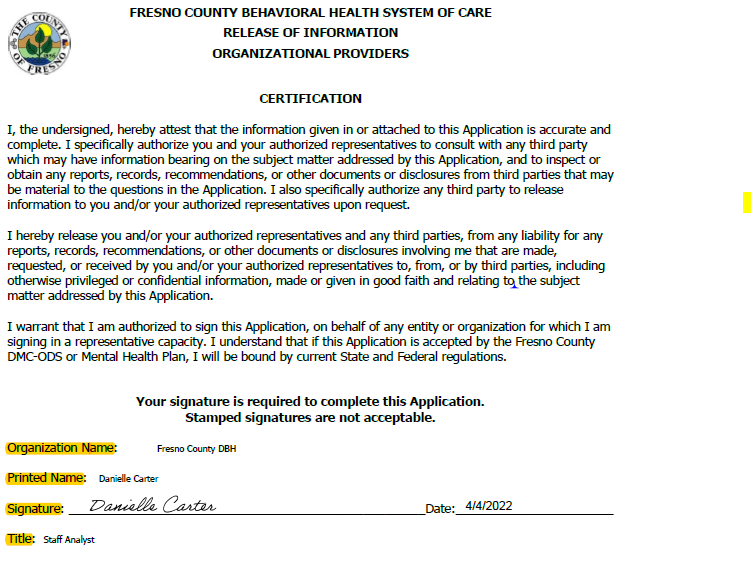 FRESNO COUNTY BEHAVIORAL HEALTH SYSTEM OF CARE
RELEASE OF INFORMATION
ORGANIZATIONAL PROVIDERS
THE COUNTY
1856
OF FRESNO
CERTIFICATION
I, the undersigned, hereby attest that the information given in or attached to this Application is accurate and
complete. I specifically authorize you and your authorized representatives to consult with any third party
which may have information bearing on the subject matter addressed by this Application, and to inspect or
obtain any reports, records, recommendations, or other documents or disclosures from third parties that may
be material to the questions in the Application. I also specifically authorize any third party to release
information to you and/or your authorized representatives upon request.
I hereby release you and/or your authorized representatives and any third parties, from any liability for any
reports, records, recommendations, or other documents or disclosures involving me that are made,
requested, or received by you and/or your authorized representatives to, from, or by third parties, including
otherwise privileged or confidential information, made or given in good faith and relating to the subject
matter addressed by this Application.
I warrant that I am authorized to sign this Application, on behalf of any entity or organization for which I am
signing in a representative capacity. I understand that if this Application is accepted by the Fresno County
DMC-ODS or Mental Health Plan, I will be bound by current State and Federal regulations.
Your signature is required to complete this Application.
Stamped signatures are not acceptable.
Organization Name: Fresno County DBH
Printed Name: Danielle Carter
Signature: Danielle Carter Date: 4/4/2022
Title: Staff Analyst